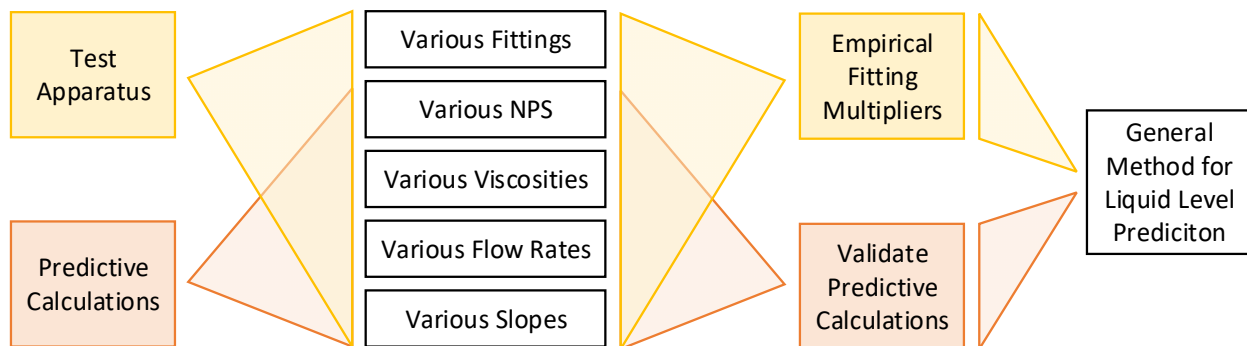 Test
Apparatus
Predictive
Calculations
Various Fittings
Various NPS
Various Viscosities
Various Flow Rates
Various Slopes
Empirical
Fitting
Multipliers
Validate
Predictive
Calculations
General
Method for
Liquid Level
Prediciton